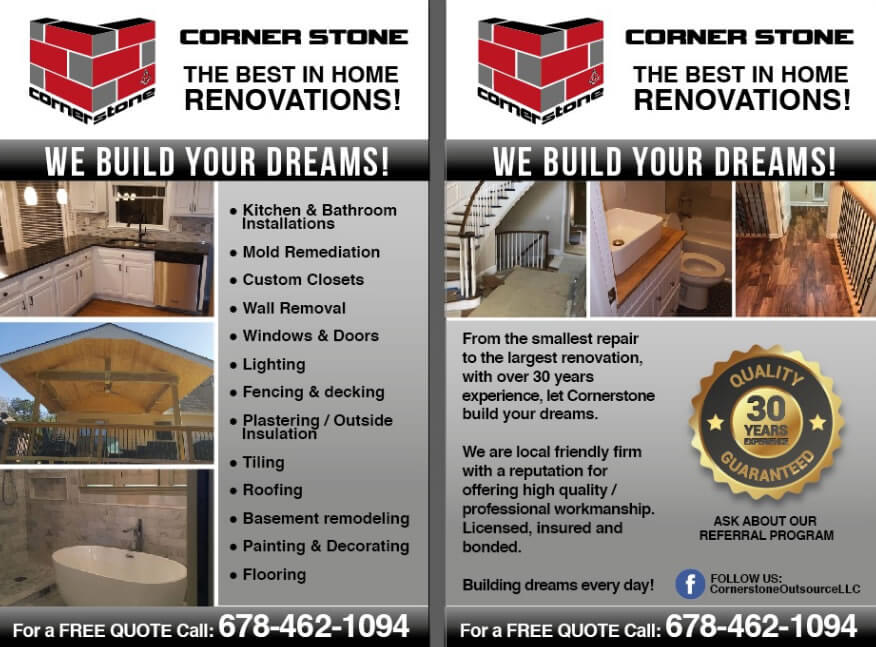 cornerstone
CORNER STONE
THE BEST IN HOME
RENOVATIONS!
WE BUILD YOUR DREAMS!
• Kitchen & Bathroom
Installations
• Mold Remediation
• Custom Closets
• Wall Removal
• Windows & Doors
• Lighting
• Fencing & decking
• Plastering / Outside
Insulation
• Tiling
• Roofing
• Basement remodeling
• Painting & Decorating
• Flooring
For a FREE QUOTE Call: 678-462-1094
cornerstone
CORNER STONE
THE BEST IN HOME
RENOVATIONS!
WE BUILD YOUR DREAMS!
From the smallest repair
to the largest renovation,
with over 30 years
experience, let Cornerstone
build your dreams.
We are local friendly firm
with a reputation for
offering high quality /
professional workmanship.
Licensed, insured and
bonded.
Building dreams every day!
QUALITY
30
YEARS
EXPERIENCE
GUARANTEED
ASK ABOUT OUR
REFERRAL PROGRAM
f
FOLLOW US:
CornerstoneOutsourceLLC
For a FREE QUOTE Call: 678-462-1094